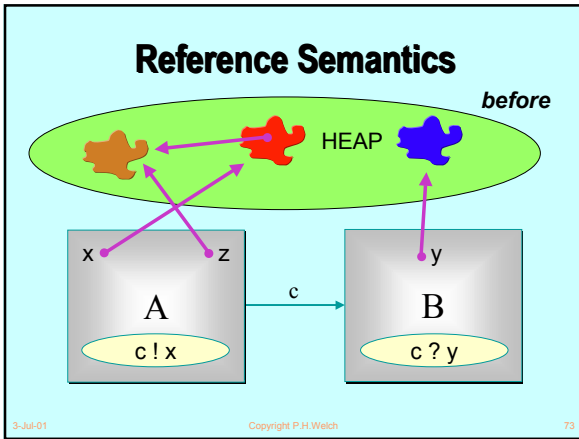 Reference Semantics
before
HEAP
x z
y
c
A
B
c ! x
c ? y
3-Jul-01 Copyright P.H.Welch 73